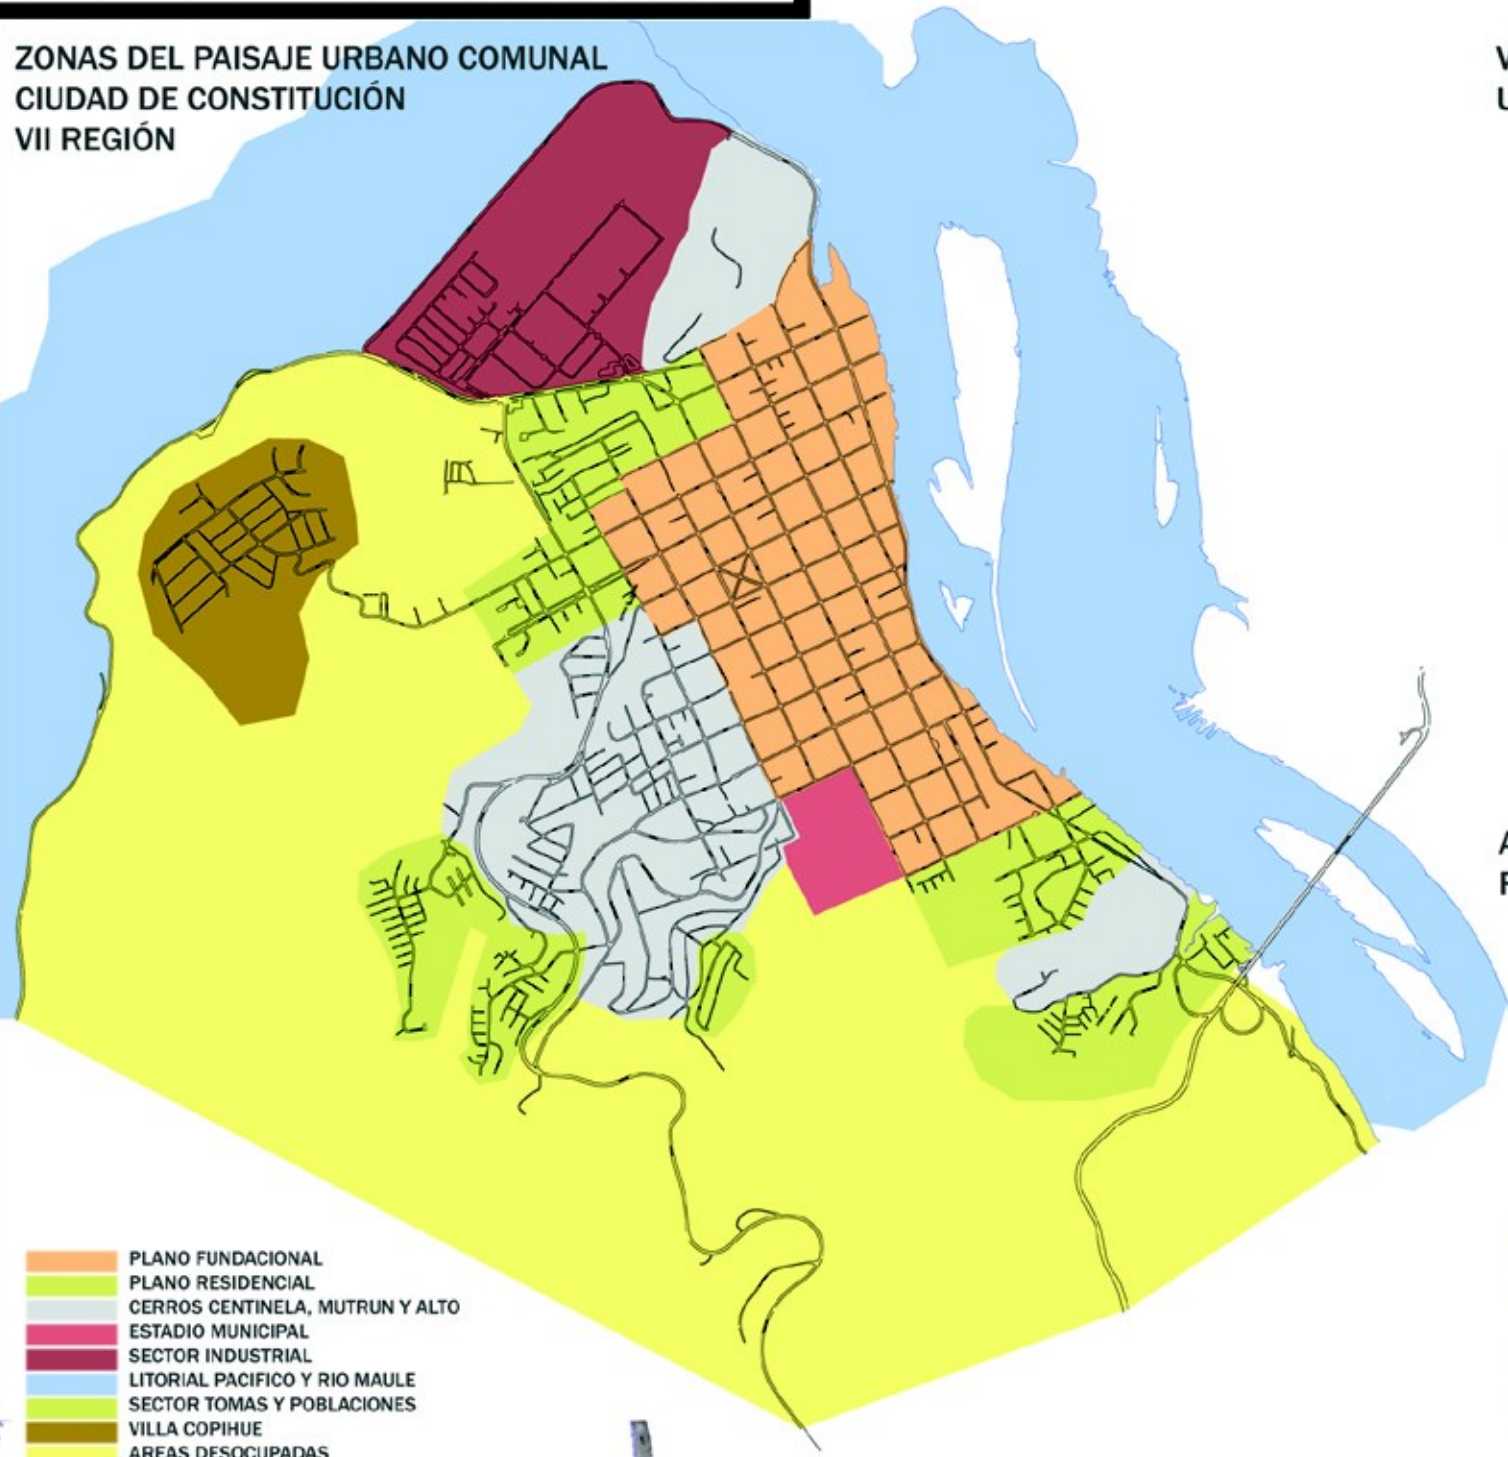 ZONAS DEL PAISAJE URBANO COMUNAL
CIUDAD DE CONSTITUCIÓN
VII REGIÓN
PLANO FUNDACIONAL
PLANO RESIDENCIAL
CERROS CENTINELA, MUTRUN Y ALTO
ESTADIO MUNICIPAL
SECTOR INDUSTRIAL
LITORIAL PACIFICO Y RIO MAULE
SECTOR TOMAS Y POBLACIONES
VILLA COPIHUE
AREAS DESOCUPADAS